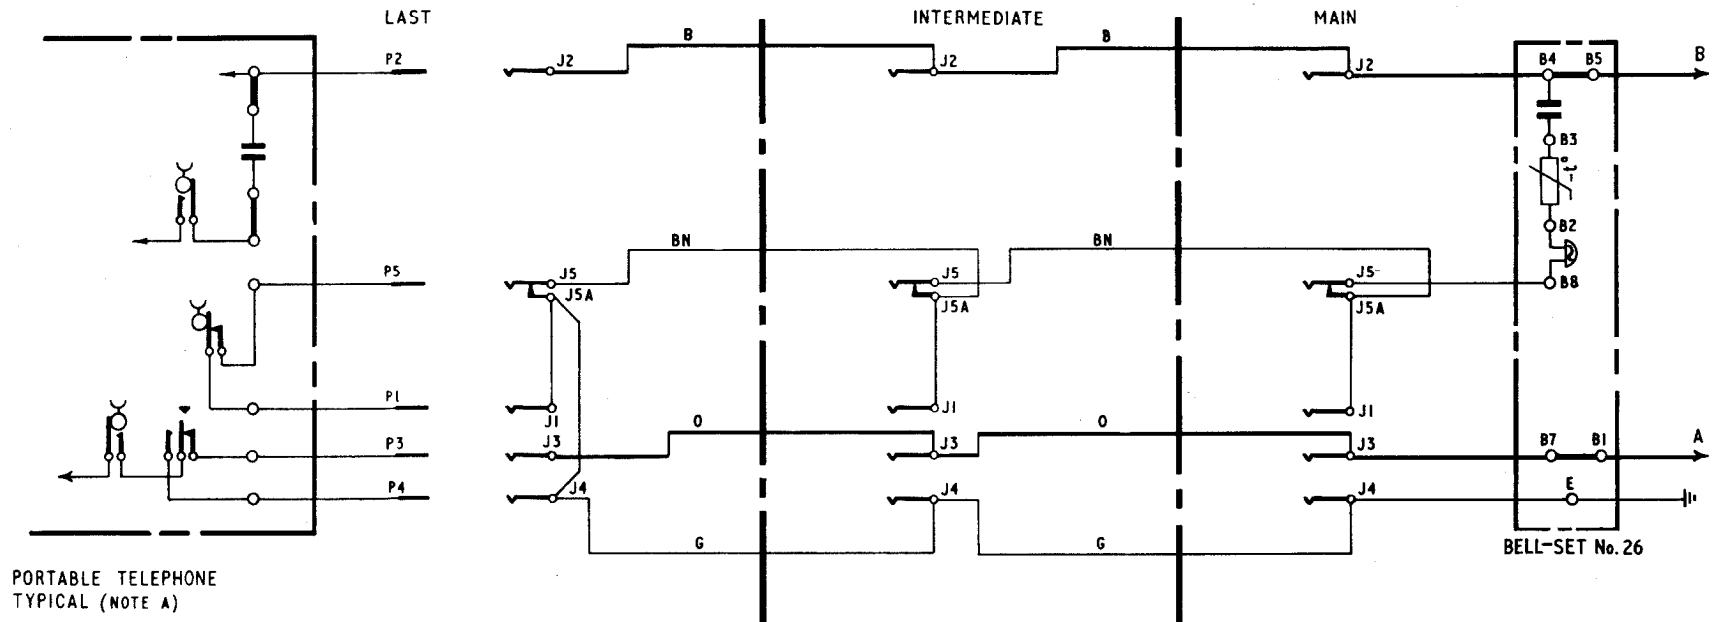 LAST
INTERMEDIATE
MAIN
P2
J2
B
J2
B
J2
B4
B5
B
B3
-t°
B2
BN
BN
P5
J5
J5A
J5
J5A
J5
J5A
B8
P1
J1
J1
J1
O
O
P3
J3
J3
J3
B7
B1
A
P4
J4
J4
J4
E
G
G
BELL-SET No. 26
PORTABLE TELEPHONE
TYPICAL (NOTE A)